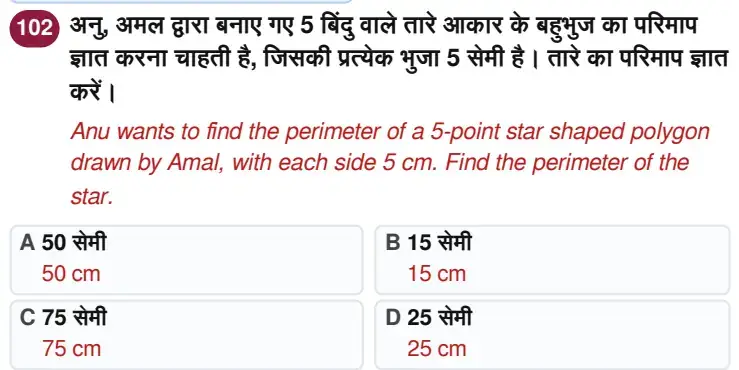 102 अनु, अमल द्वारा बनाए गए 5 बिंदु वाले तारे आकार के बहुभुज का परिमाप
ज्ञात करना चाहती है, जिसकी प्रत्येक भुजा 5 सेमी है। तारे का परिमाप ज्ञात
करें।
Anu wants to find the perimeter of a 5-point star shaped polygon
drawn by Amal, with each side 5 cm. Find the perimeter of the
star.
A 50 सेमी
50 cm
B 15 सेमी
15 cm
C 75 सेमी
75 cm
D 25 सेमी
25 cm